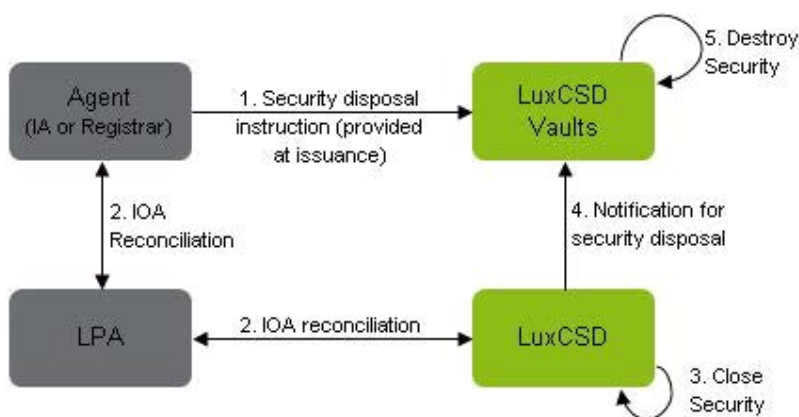 Agent
(IA or Registrar)
1. Security disposal
instruction (provided
at issuance)
LuxCSD
Vaults
5. Destroy
Security
2. IOA
Reconciliation
4. Notification for
security disposal
LPA
2. IOA reconciliation
LuxCSD
3. Close
Security